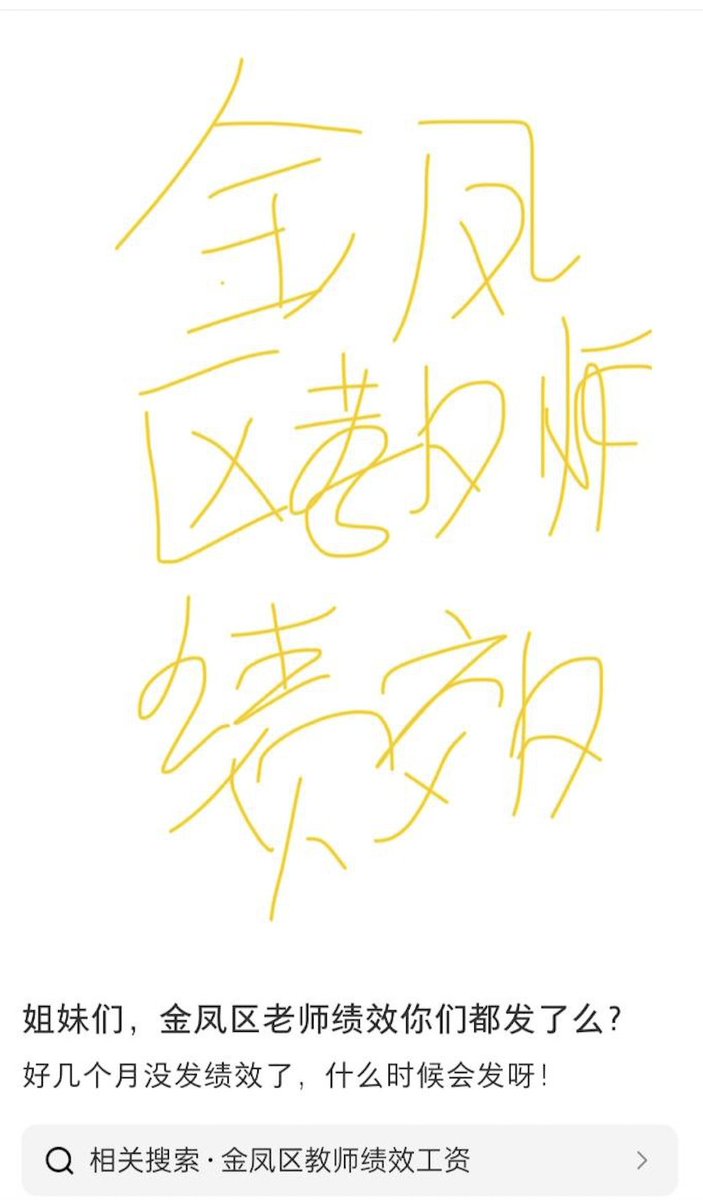 金凤
区教师
绩效
姐妹们，金凤区老师绩效你们都发了么？
好几个月没发绩效了，什么时候会发呀！
相关搜索·金凤区教师绩效工资